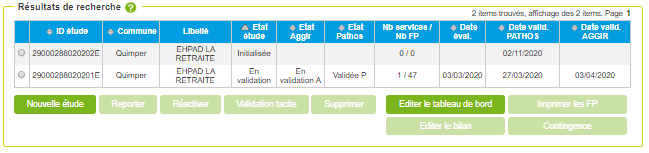 Résultats de recherche ?
2 items trouvés, affichage des 2 items. Page 1
ID étude Commune Libellé Etat étude Etat Aggir Etat Pathos Nb services / Nb FP Date éval. Date valid. PATHOS Date valid. AGGIR
29000288020202E Quimper EHPAD LA RETRAITE Initialisée 0 / 0 02/11/2020
29000288020201E Quimper EHPAD LA RETRAITE En validation En validation A Validée P 1 / 47 03/03/2020 27/03/2020 03/04/2020
Nouvelle étude Reporter Réactiver Validation tacite Supprimer Editer le tableau de bord Imprimer les FP
Editer le bilan Contingence